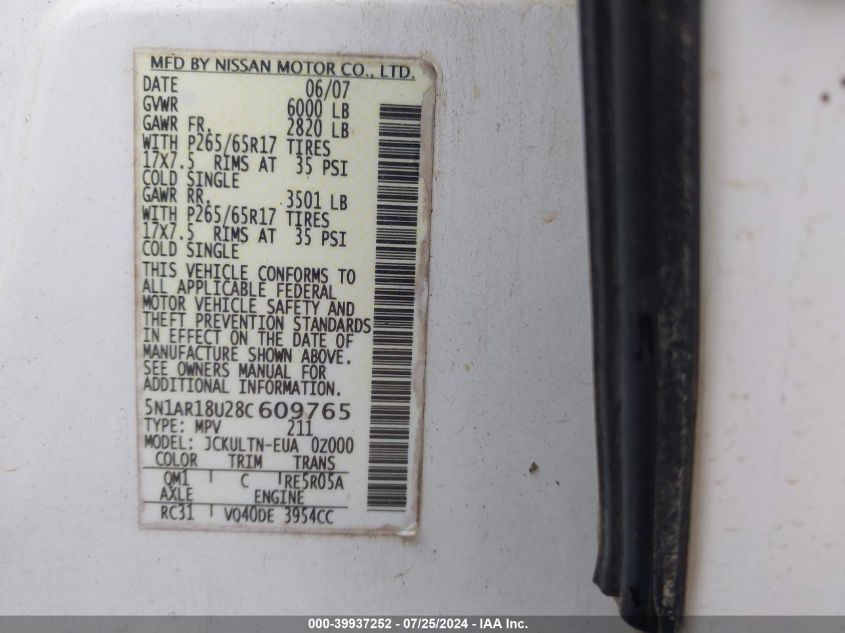 MFD BY NISSAN MOTOR CO., LTD.
DATE 06/07
GVWR 6000 LB
GAWR FR. 2820 LB
WITH P265/65R17 TIRES
17X7.5 RIMS AT 35 PSI
COLD SINGLE
GAWR RR. 3501 LB
WITH P265/65R17 TIRES
17X7.5 RIMS AT 35 PSI
COLD SINGLE
THIS VEHICLE CONFORMS TO
ALL APPLICABLE FEDERAL
MOTOR VEHICLE SAFETY AND
THEFT PREVENTION STANDARDS
IN EFFECT ON THE DATE OF
MANUFACTURE SHOWN ABOVE.
SEE OWNERS MANUAL FOR
ADDITIONAL INFORMATION.
5N1AR18U28C609765
TYPE: MPV 211
MODEL: JCKULTN-EUA 0Z000
COLOR TRIM TRANS
QM1 C RE5R05A
AXLE ENGINE
RC31 VQ40DE 3954CC
000-39937252 - 07/25/2024 - IAA Inc.